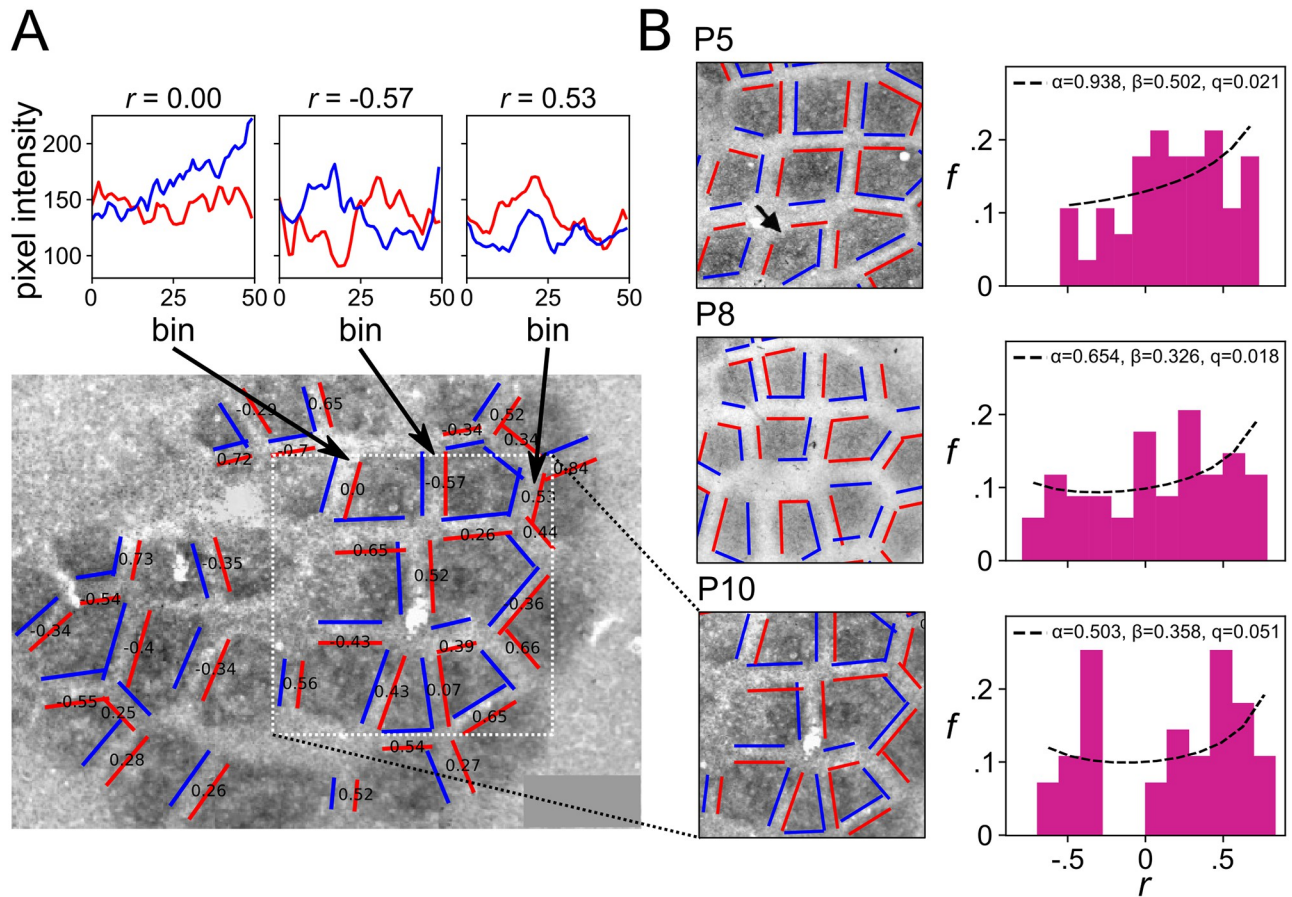 A
r = 0.00
r = -0.57
r = 0.53
pixel intensity
200
150
100
0 25 50
0 25 50
0 25 50
bin
bin
bin
-0.29
0.65
0.72
-0.7
-0.34
0.52
0.34
0.84
0.0
-0.57
0.53
0.44
0.65
0.26
0.73
-0.35
0.52
-0.54
0.36
-0.34
0.43
0.39
0.66
-0.4
-0.34
0.56
0.43
0.07
-0.55
0.25
0.65
0.54
0.28
0.27
0.26
0.52
B
P5
α=0.938, β=0.502, q=0.021
f
.2
.1
0
P8
α=0.654, β=0.326, q=0.018
f
.2
.1
0
P10
α=0.503, β=0.358, q=0.051
f
.2
.1
0
-.5 0 .5
r